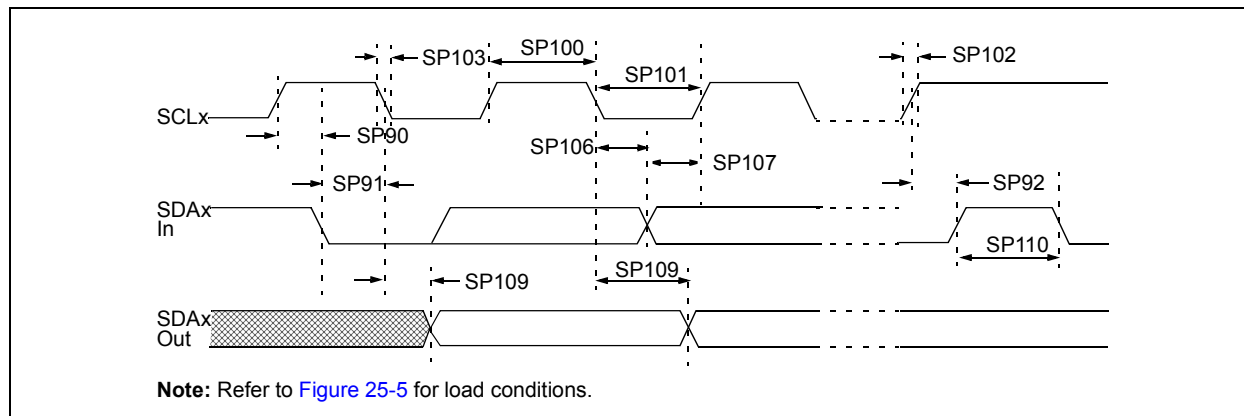 SP103
SP100
SP102
SP101
SCLx
SP90
SP106
SP107
SP91
SP92
SDAx
In
SP110
SP109
SP109
SDAx
Out
Note: Refer to Figure 25-5 for load conditions.